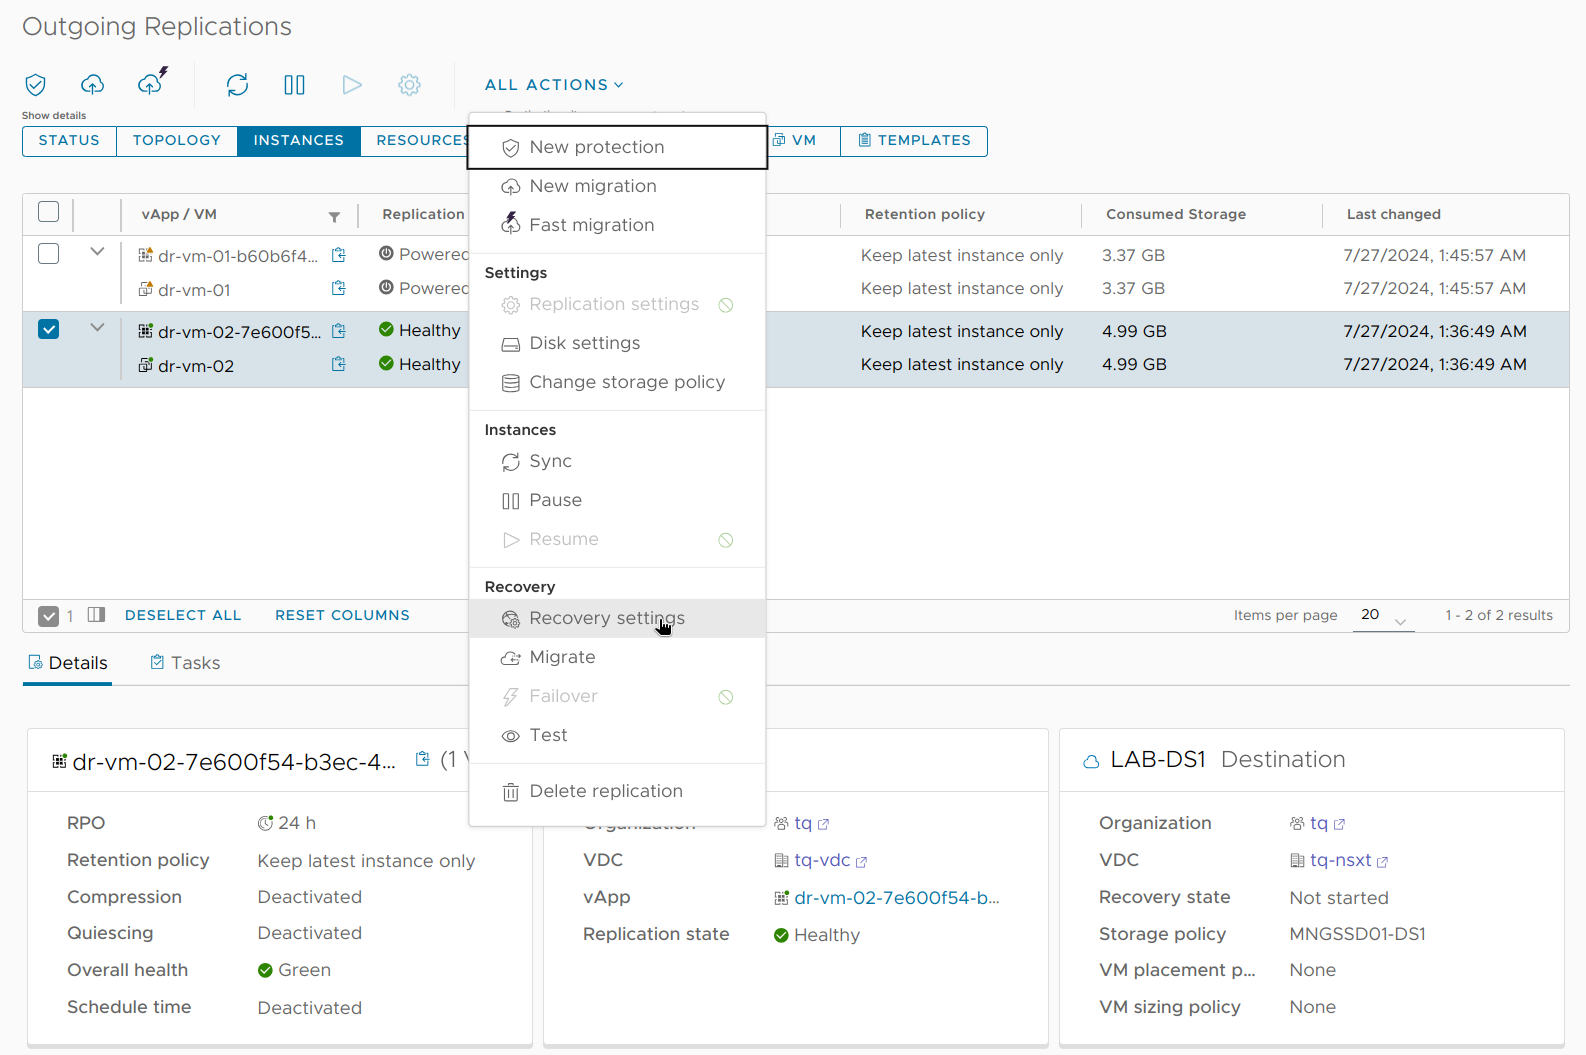 Outgoing Replications
ALL ACTIONS
Show details
STATUS TOPOLOGY INSTANCES RESOURCES VM TEMPLATES
New protection
New migration
Fast migration
Settings
Replication settings
Disk settings
Change storage policy
Instances
Sync
Pause
Resume
Recovery
Recovery settings
Migrate
Failover
Test
Delete replication
vApp / VM Replication Retention policy Consumed Storage Last changed
dr-vm-01-b60b6f4... Powered Keep latest instance only 3.37 GB 7/27/2024, 1:45:57 AM
dr-vm-01 Powered Keep latest instance only 3.37 GB 7/27/2024, 1:45:57 AM
dr-vm-02-7e600f5... Healthy Keep latest instance only 4.99 GB 7/27/2024, 1:36:49 AM
dr-vm-02 Healthy Keep latest instance only 4.99 GB 7/27/2024, 1:36:49 AM
1 DESELECT ALL RESET COLUMNS Items per page 20 1 - 2 of 2 results
Details Tasks
dr-vm-02-7e600f54-b3ec-4... (1
RPO 24 h
Retention policy Keep latest instance only
Compression Deactivated
Quiescing Deactivated
Overall health Green
Schedule time Deactivated
Organization tq
VDC tq-vdc
vApp dr-vm-02-7e600f54-b...
Replication state Healthy
LAB-DS1 Destination
Organization tq
VDC tq-nsxt
Recovery state Not started
Storage policy MNGSSD01-DS1
VM placement p... None
VM sizing policy None